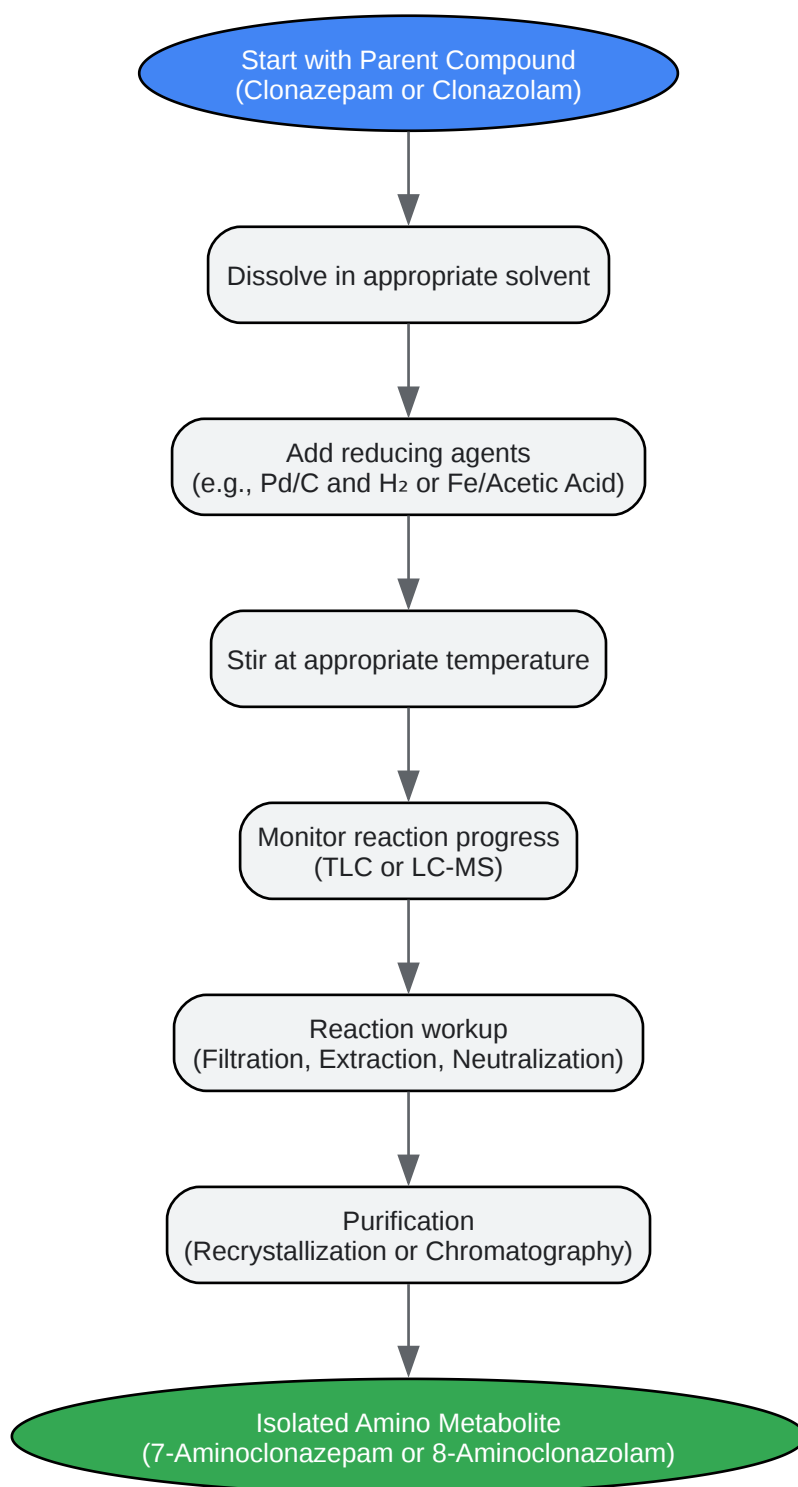 Start with Parent Compound
(Clonazepam or Clonazolam)
Dissolve in appropriate solvent
Add reducing agents
(e.g., Pd/C and H₂ or Fe/Acetic Acid)
Stir at appropriate temperature
Monitor reaction progress
(TLC or LC-MS)
Reaction workup
(Filtration, Extraction, Neutralization)
Purification
(Recrystallization or Chromatography)
Isolated Amino Metabolite
(7-Aminoclonazepam or 8-Aminoclonazolam)